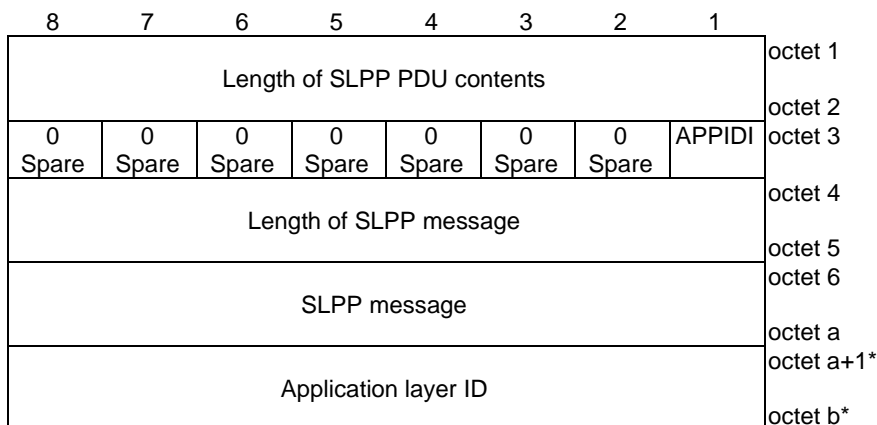 8 7 6 5 4 3 2 1
octet 1
Length of SLPP PDU contents
octet 2
0 0 0 0 0 0 0 APPIDI octet 3
Spare Spare Spare Spare Spare Spare Spare
octet 4
Length of SLPP message
octet 5
octet 6
SLPP message
octet a
octet a+1*
Application layer ID
octet b*